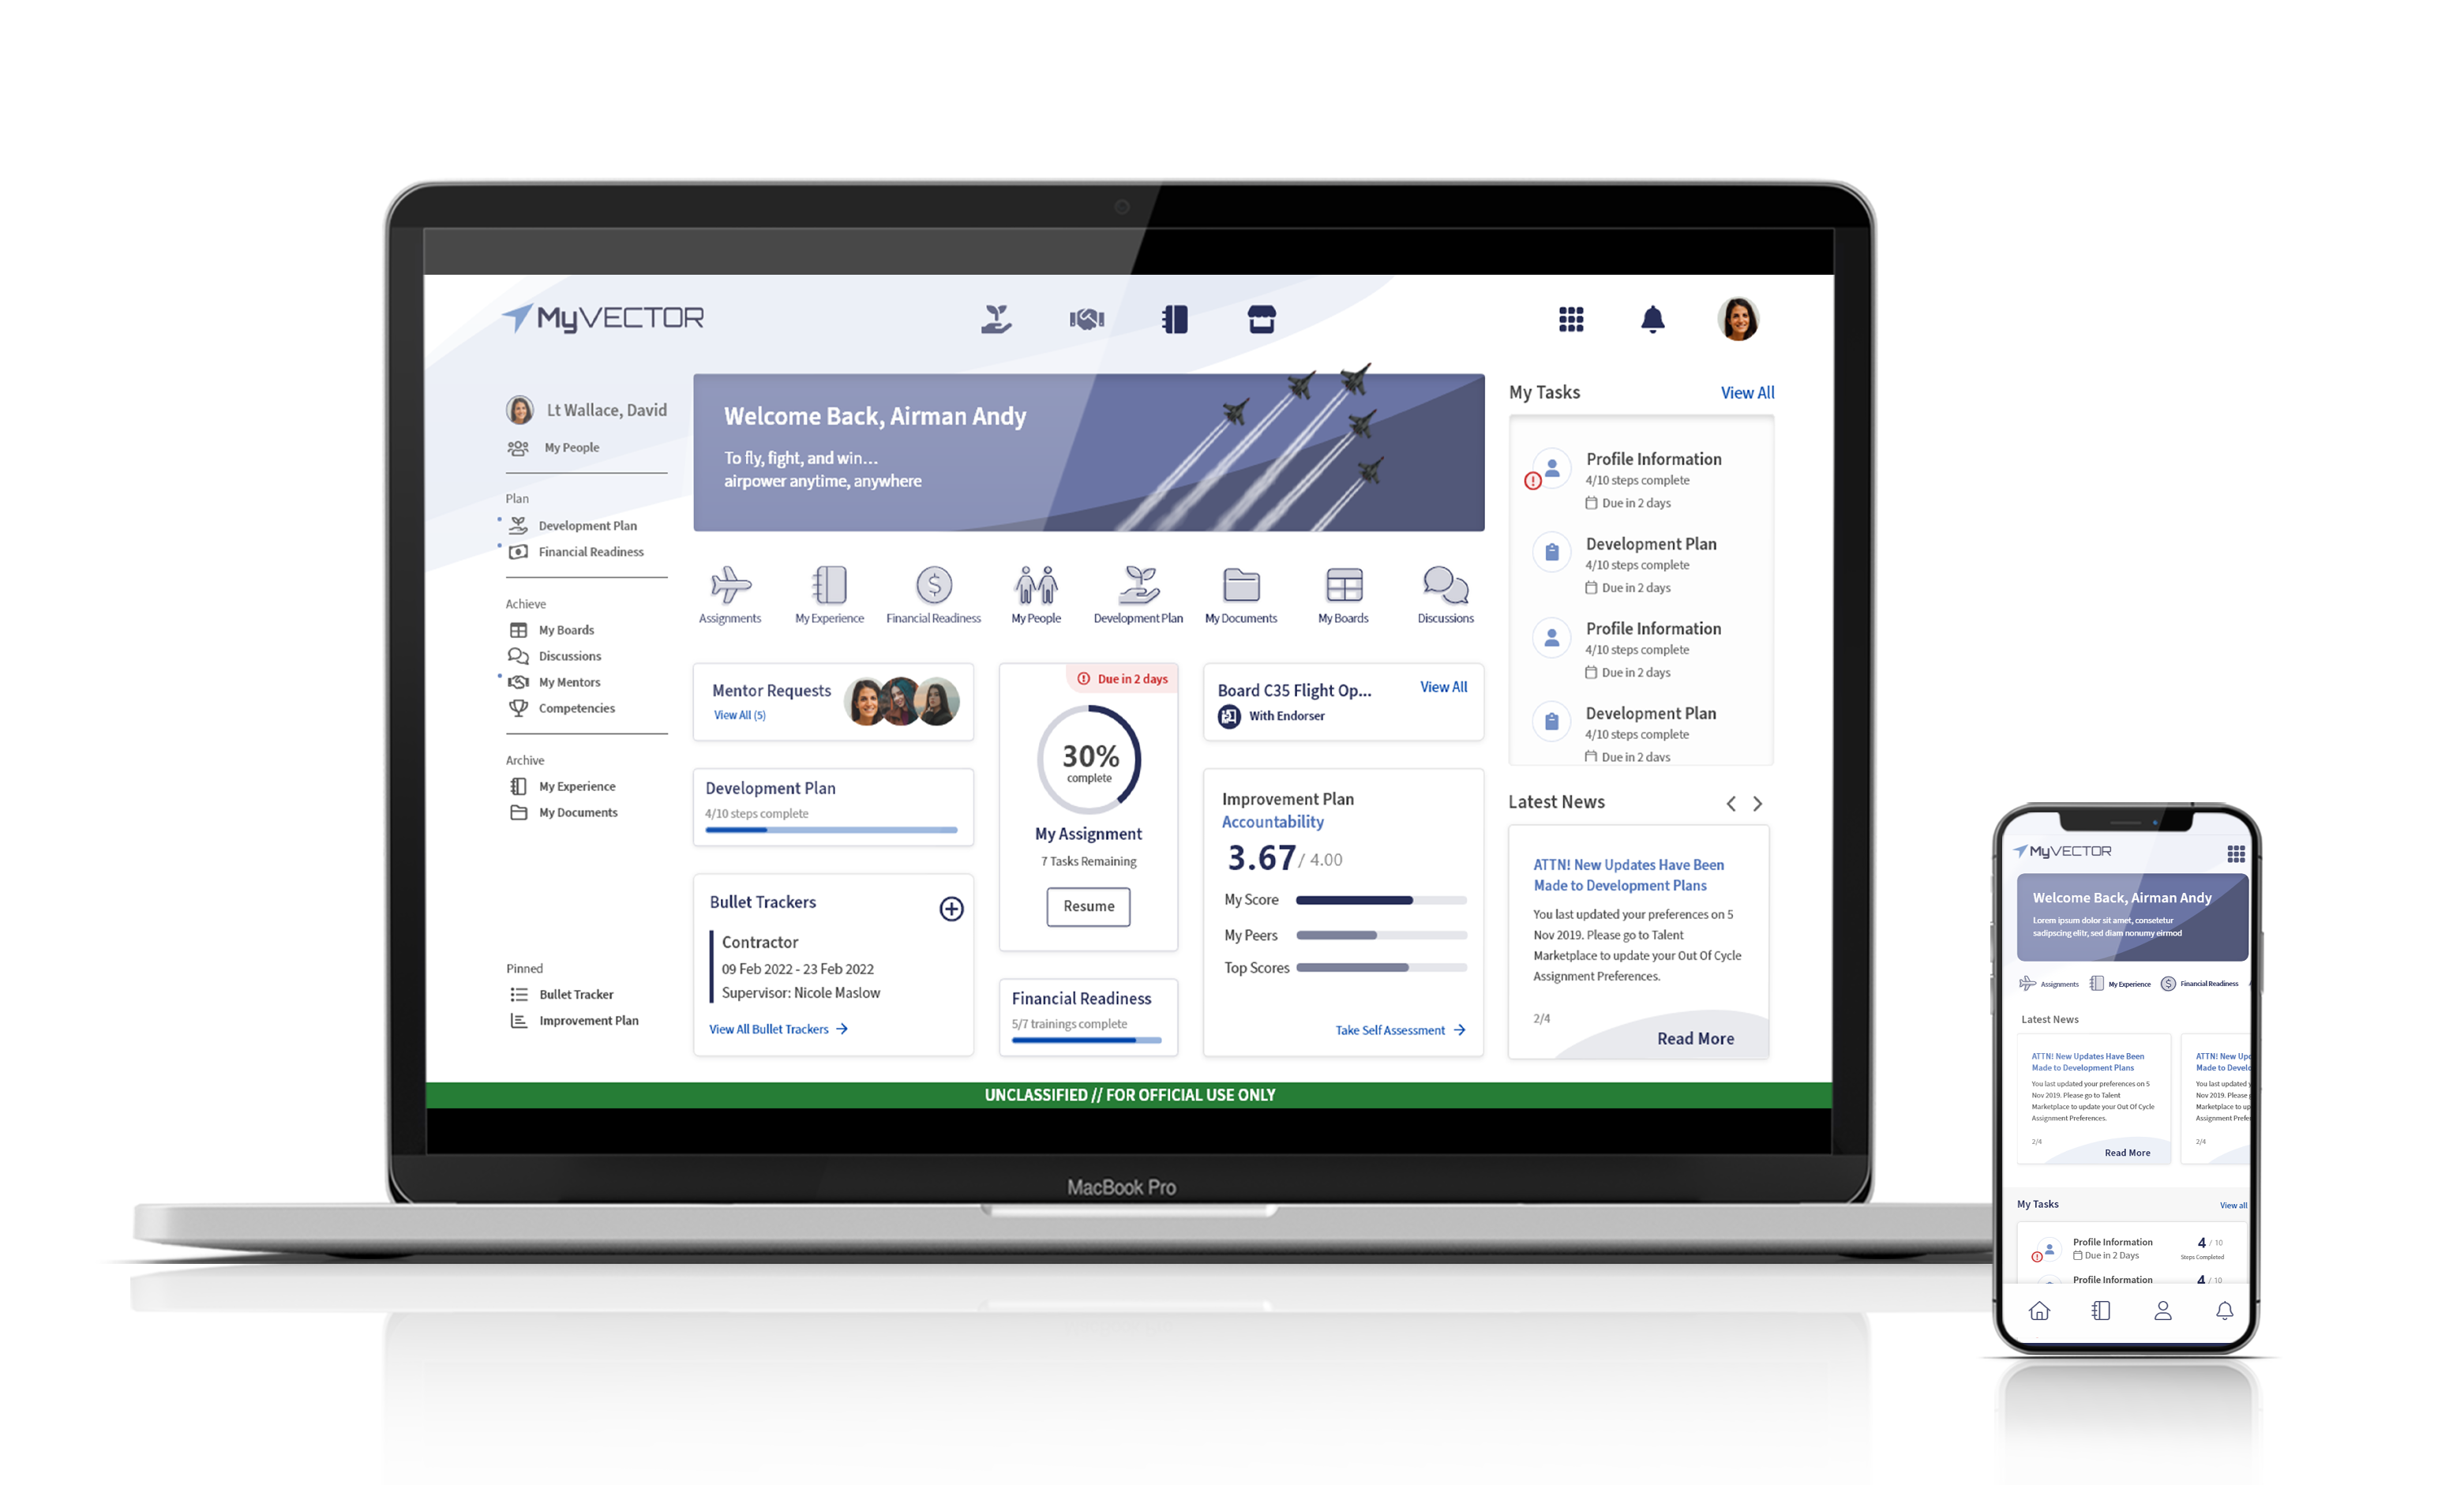 MyVECTOR
Lt Wallace, David
My People
Plan
Development Plan
Financial Readiness
Achieve
My Boards
Discussions
My Mentors
Competencies
Archive
My Experience
My Documents
Pinned
Bullet Tracker
Improvement Plan
Welcome Back, Airman Andy
To fly, fight, and win...
airpower anytime, anywhere
Assignments
My Experience
Financial Readiness
My People
Development Plan
My Documents
My Boards
Discussions
Mentor Requests
View All (5)
Development Plan
4/10 steps complete
Bullet Trackers
Contractor
09 Feb 2022 - 23 Feb 2022
Supervisor: Nicole Maslow
View All Bullet Trackers
Due in 2 days
30%
complete
My Assignment
7 Tasks Remaining
Resume
Financial Readiness
5/7 trainings complete
Board C35 Flight Op...
View All
With Endorser
Improvement Plan
Accountability
3.67 / 4.00
My Score
My Peers
Top Scores
Take Self Assessment
My Tasks
View All
Profile Information
4/10 steps complete
Due in 2 days
Development Plan
4/10 steps complete
Due in 2 days
Profile Information
4/10 steps complete
Due in 2 days
Development Plan
4/10 steps complete
Due in 2 days
Latest News
ATTN! New Updates Have Been
Made to Development Plans
You last updated your preferences on 5
Nov 2019. Please go to Talent
Marketplace to update your Out Of Cycle
Assignment Preferences.
2/4
Read More
UNCLASSIFIED // FOR OFFICIAL USE ONLY
MacBook Pro
MyVECTOR
Welcome Back, Airman Andy
Lorem ipsum dolor sit amet, consetetur
sadipscing elitr, sed diam nonumy eirmod
Assignments
My Experience
Financial Readiness
Latest News
ATTN! New Updates Have Been
Made to Development Plans
You last updated your preferences on 5
Nov 2019. Please go to Talent
Marketplace to update your Out Of Cycle
Assignment Preferences.
2/4
Read More
ATTN! New Upd
Made to Develo
You last updated y
Nov 2019. Please g
Marketplace to up
Assignment Prefer
2/4
My Tasks
View all
Profile Information
Due in 2 Days
4 / 10
Steps Completed
Profile Information
4 / 10